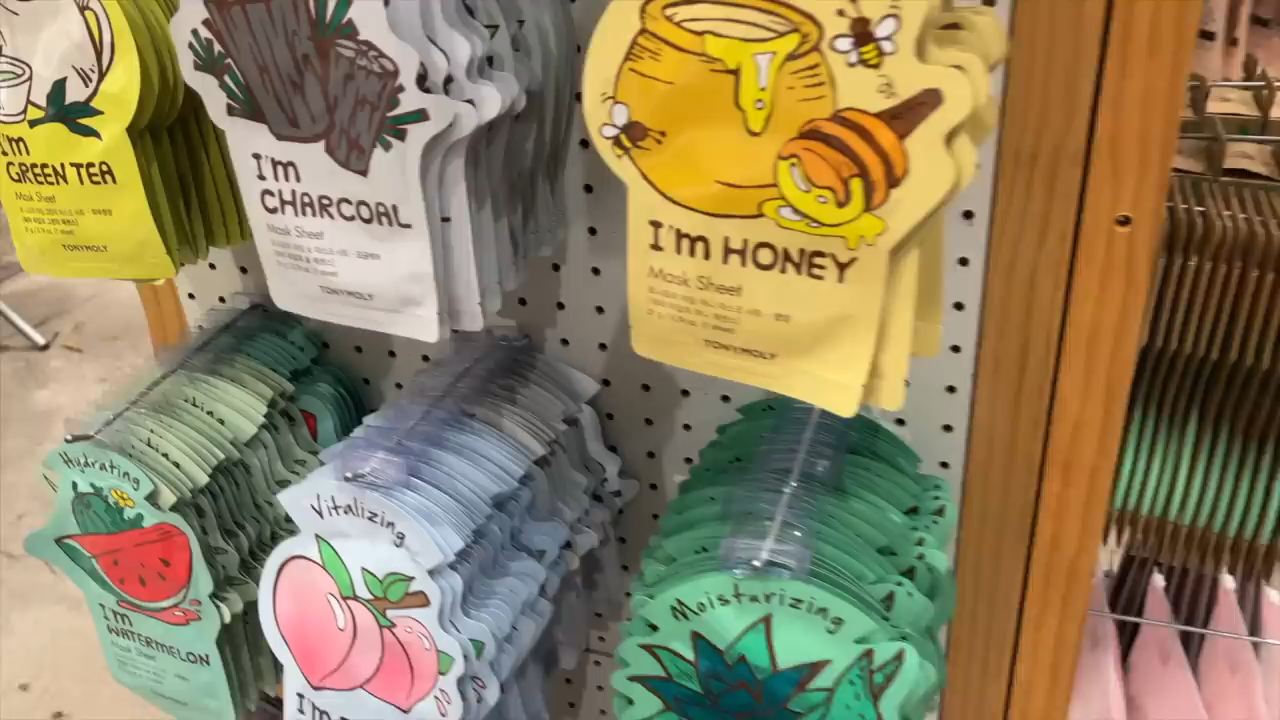 I'm
GREEN TEA
Mask Sheet
TONYMOLY
I'm
CHARCOAL
Mask Sheet
TONYMOLY
I'm HONEY
Mask Sheet
TONYMOLY
Hydrating
I'm
WATERMELON
Mask Sheet
Vitalizing
I'm
Moisturizing